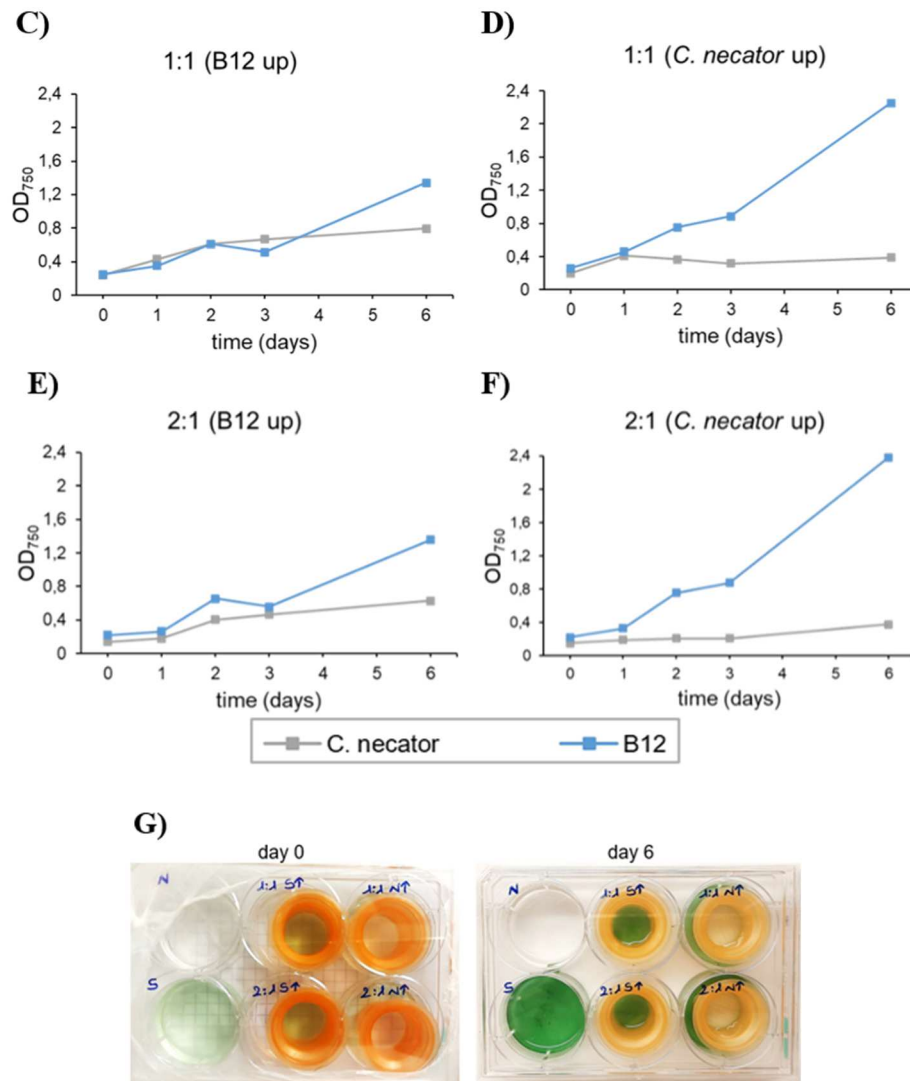 C)
1:1 (B12 up)
2,4
2
1,6
1,2
0,8
0,4
0
OD750
0 1 2 3 4 5 6
time (days)
D)
1:1 (C. necator up)
2,4
2
1,6
1,2
0,8
0,4
0
OD750
0 1 2 3 4 5 6
time (days)
E)
2:1 (B12 up)
2,4
2
1,6
1,2
0,8
0,4
0
OD750
0 1 2 3 4 5 6
time (days)
F)
2:1 (C. necator up)
2,4
2
1,6
1,2
0,8
0,4
0
OD750
0 1 2 3 4 5 6
time (days)
C. necator B12
G)
day 0
N 1:1 S↑ 1:1 N↑
S 2:1 S↑ 2:1 N↑
day 6
N 1:1 S↑ 1:1 N↑
S 2:1 S↑ 2:1 N↑